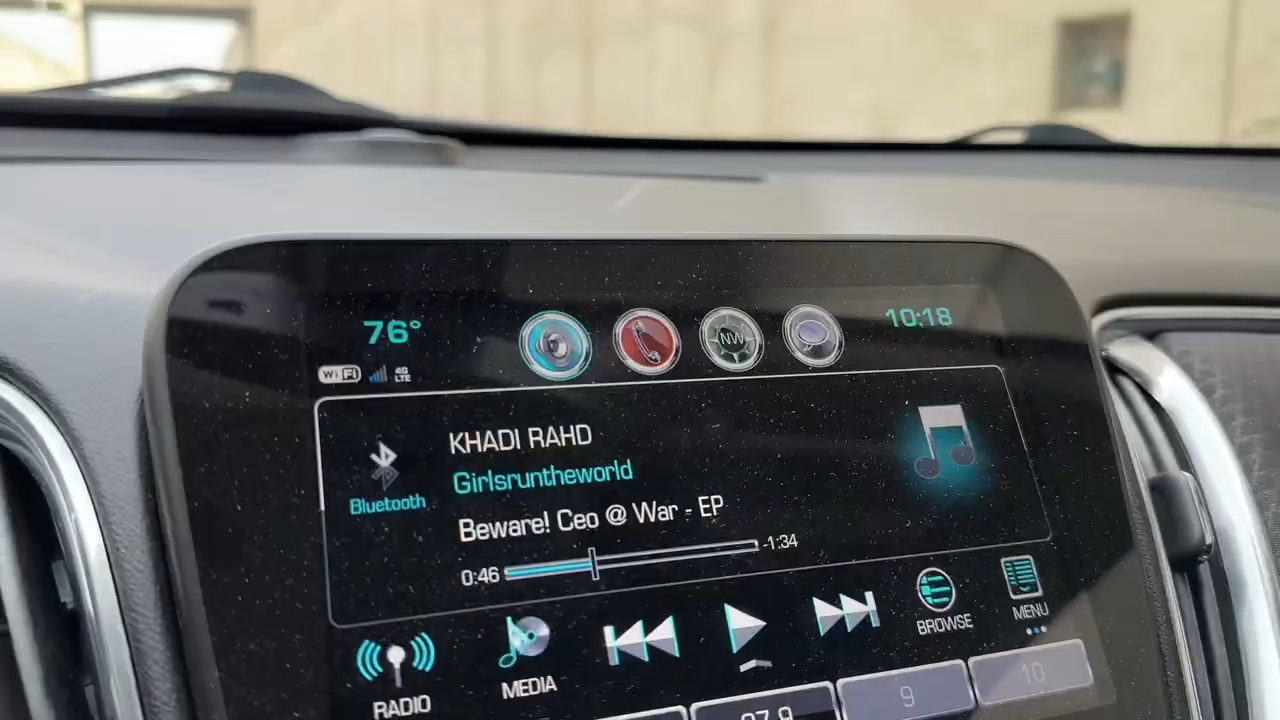 76°
NW
10:18
WiFi
4G
LTE
KHADI RAHD
Bluetooth
Girlsruntheworld
Beware! Ceo @ War - EP
0:46
-1:34
RADIO
MEDIA
BROWSE
MENU
9
10